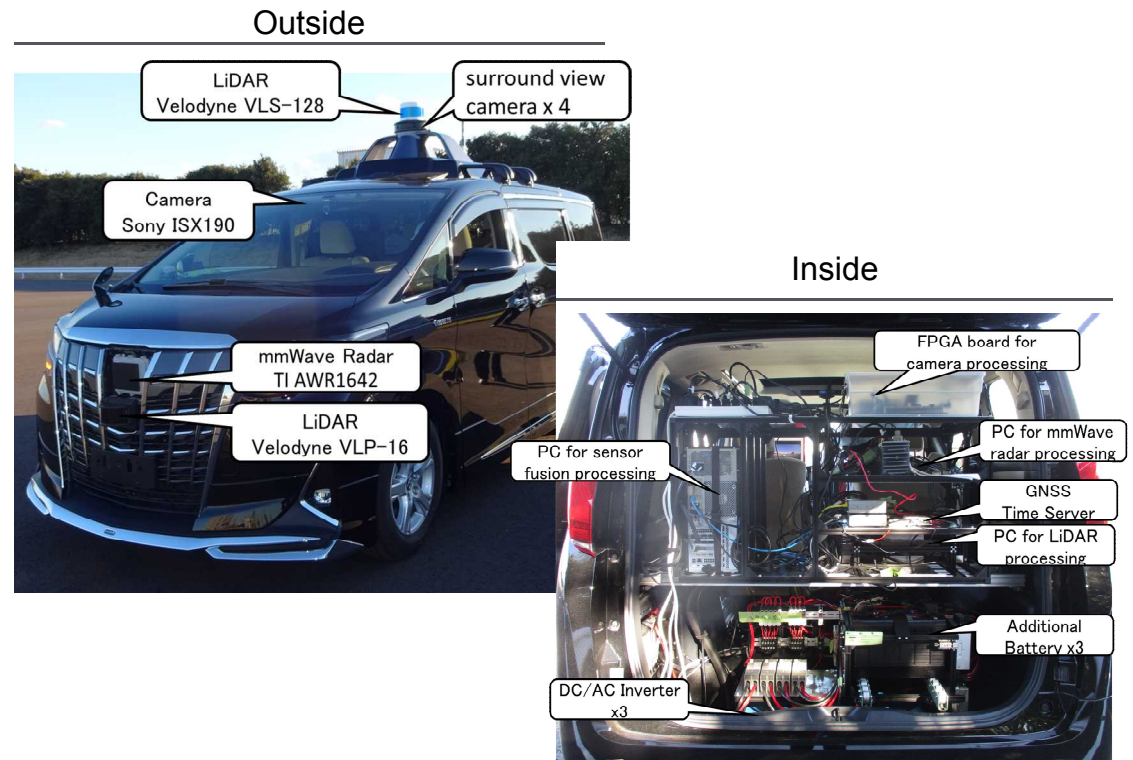 Outside
LiDAR
Velodyne VLS-128
surround view
camera x 4
Camera
Sony ISX190
mmWave Radar
TI AWR1642
LiDAR
Velodyne VLP-16
Inside
FPGA board for
camera processing
PC for sensor
fusion processing
PC for mmWave
radar processing
GNSS
Time Server
PC for LiDAR
processing
Additional
Battery x3
DC/AC Inverter
x3